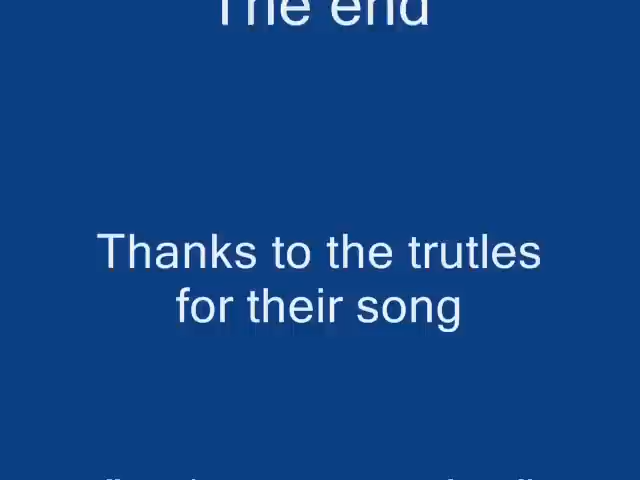 The end
Thanks to the trutles
for their song